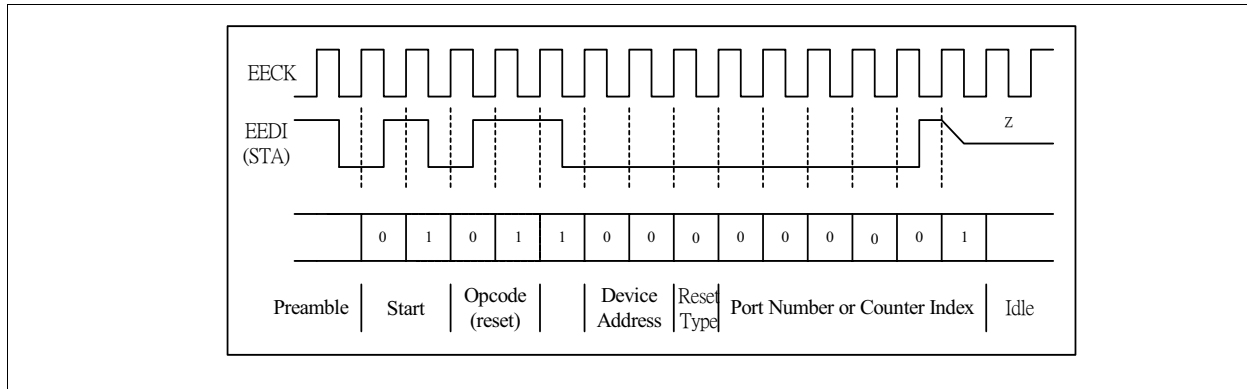 EECK
EEDI
(STA)
Z
0 1 0 1 1 0 0 0 0 0 0 0 0 1
Preamble
Start
Opcode
(reset)
Device
Address
Reset
Type
Port Number or Counter Index
Idle